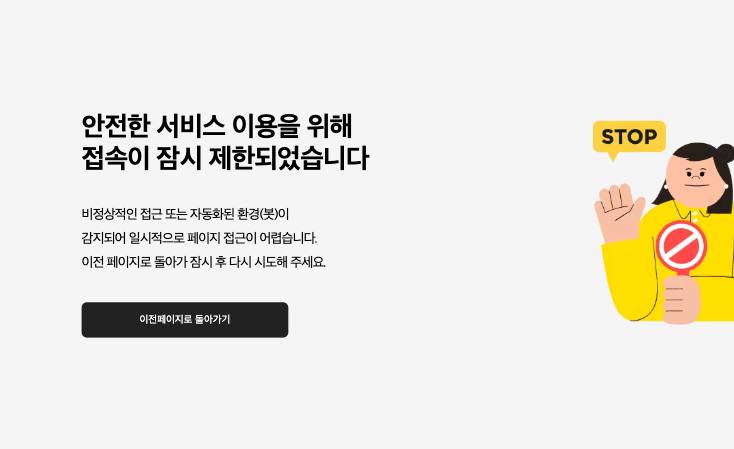 안전한 서비스 이용을 위해
접속이 잠시 제한되었습니다
STOP
비정상적인 접근 또는 자동화된 환경(봇)이
감지되어 일시적으로 페이지 접근이 어렵습니다.
이전 페이지로 돌아가 잠시 후 다시 시도해 주세요.
이전페이지로 돌아가기